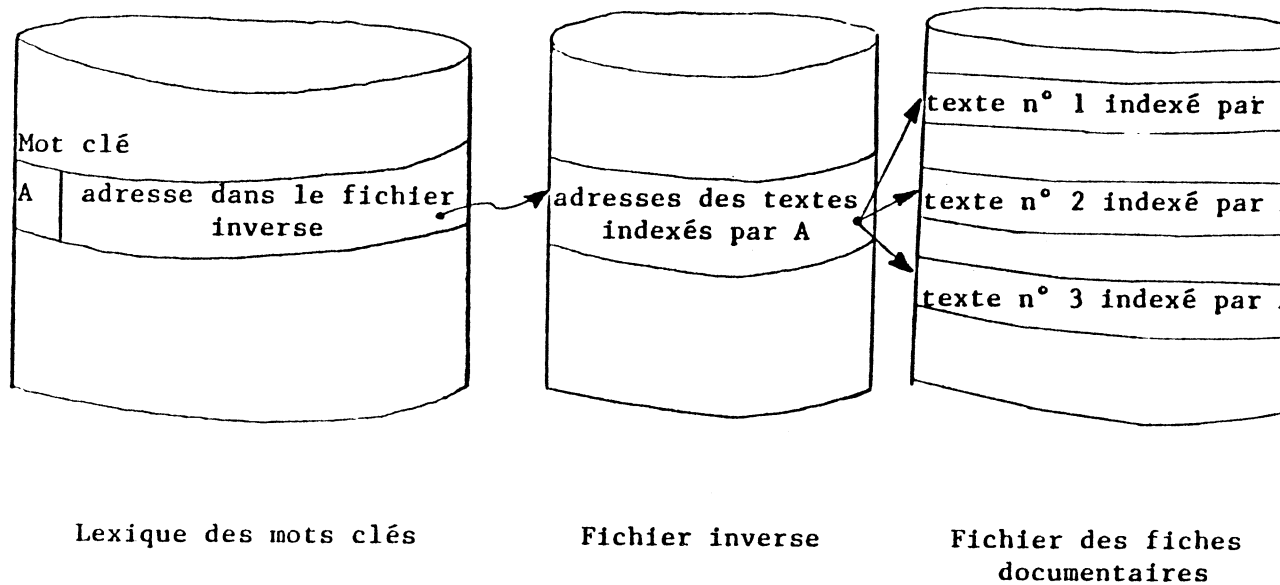 Mot clé
A
adresse dans le fichier
inverse
adresses des textes
indexés par A
texte n° 1 indexé par
texte n° 2 indexé par
texte n° 3 indexé par
Lexique des mots clés
Fichier inverse
Fichier des fiches
documentaires